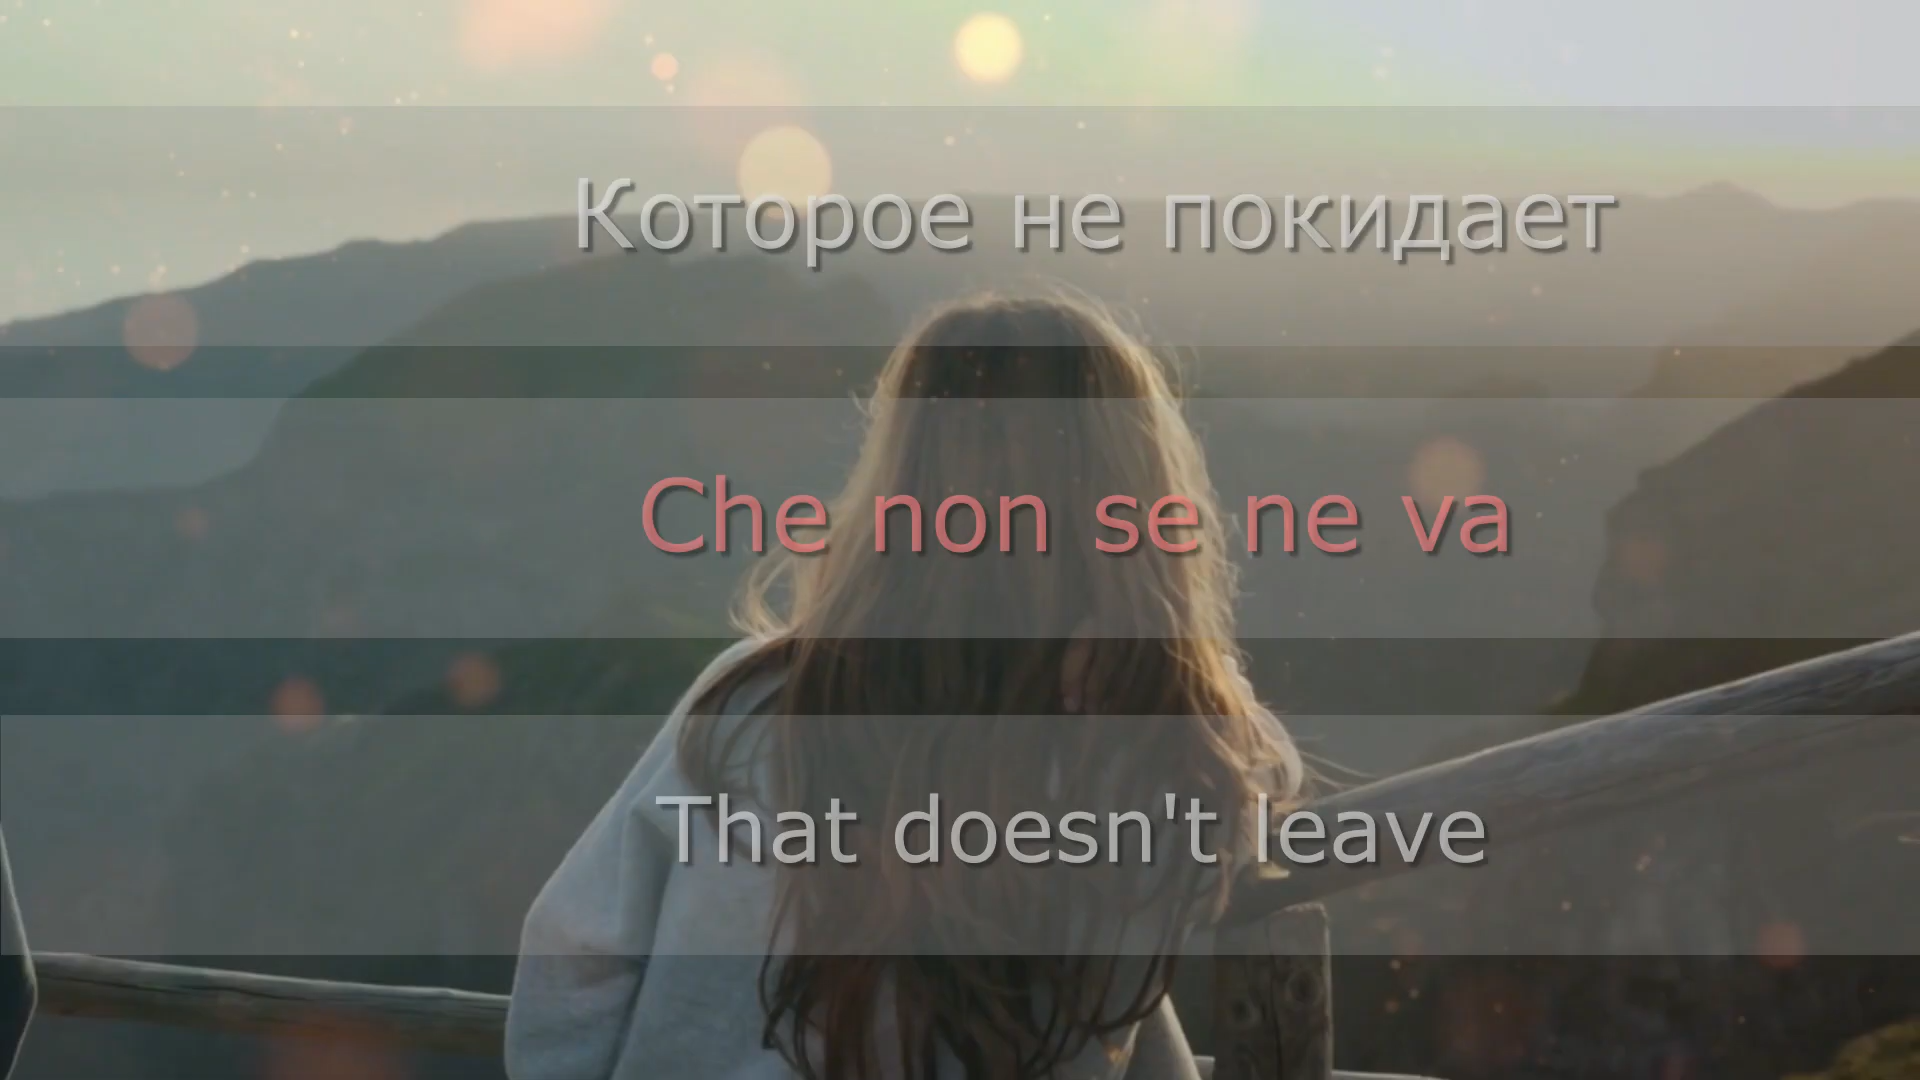 Которое не покидает
Che non se ne va
That doesn't leave